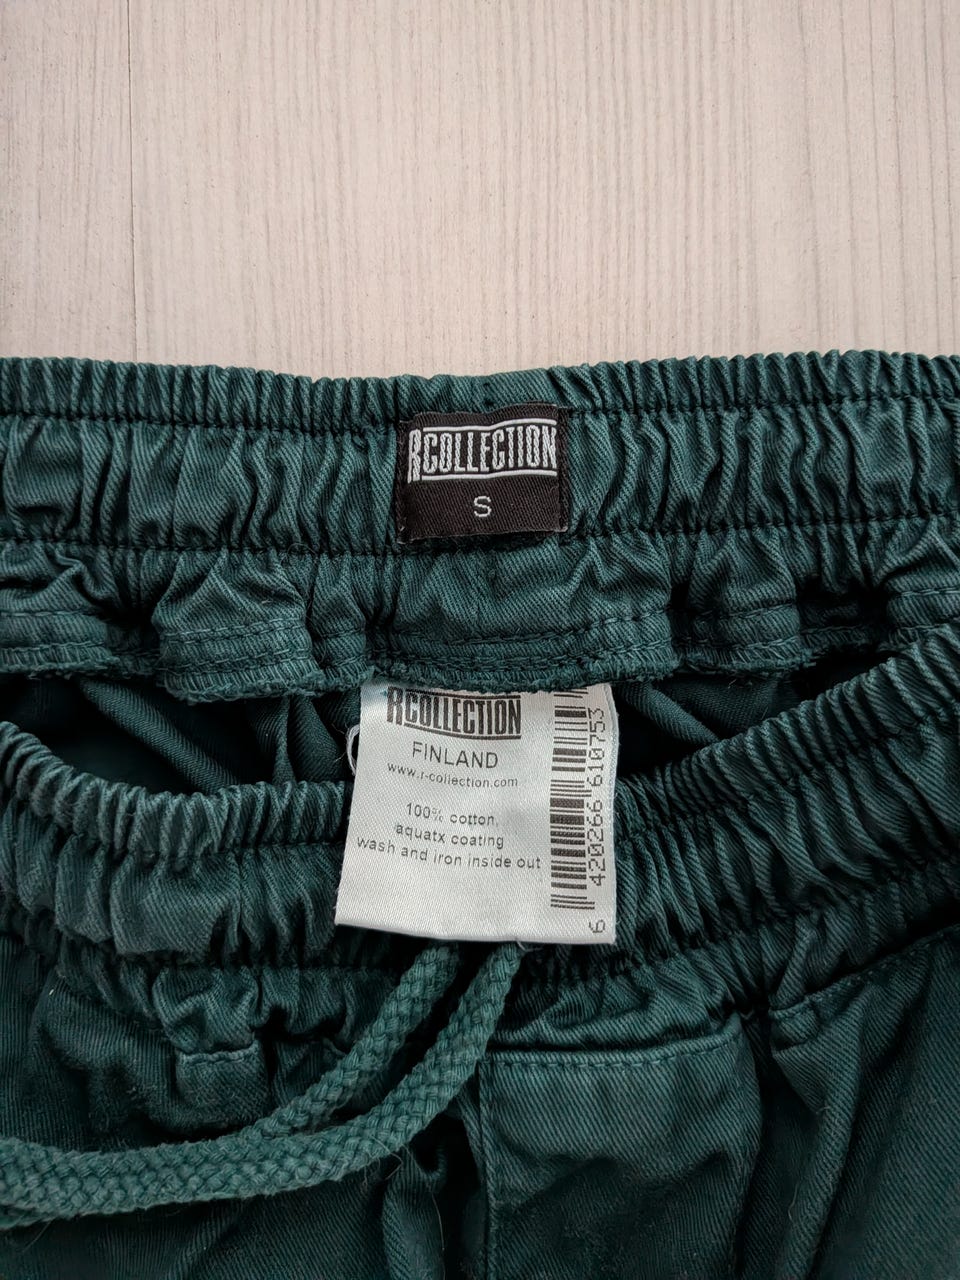 RCOLLECTION
S
RCOLLECTION
FINLAND
www.r-collection.com
100% cotton,
aquatx coating
wash and iron inside out
6 420266 610753